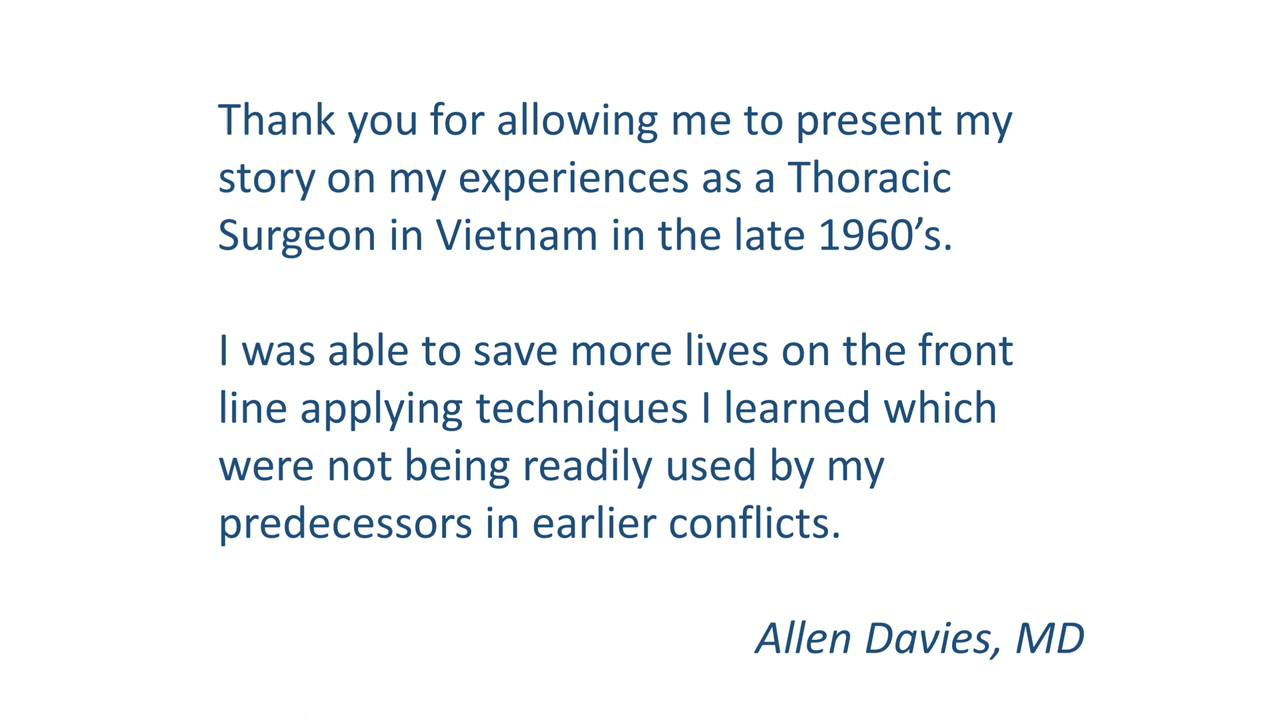 Thank you for allowing me to present my
story on my experiences as a Thoracic
Surgeon in Vietnam in the late 1960’s.
I was able to save more lives on the front
line applying techniques I learned which
were not being readily used by my
predecessors in earlier conflicts.
Allen Davies, MD